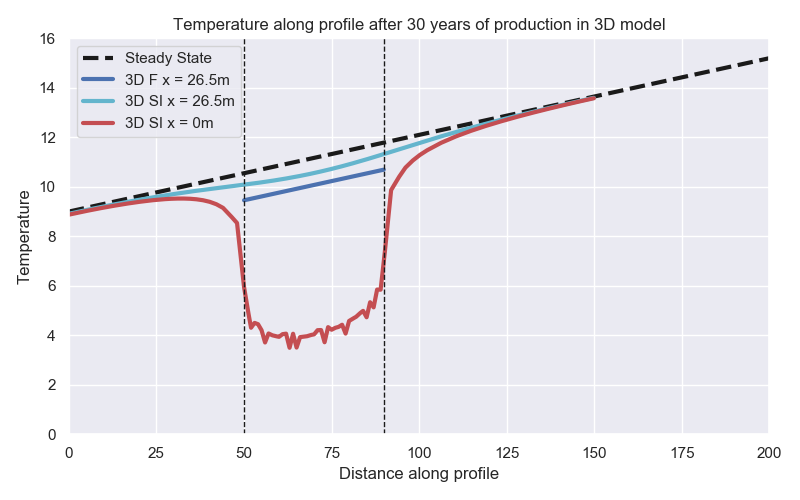 Temperature along profile after 30 years of production in 3D model
16
14
12
10
8
6
4
2
0
Temperature
Steady State
3D F x = 26.5m
3D SI x = 26.5m
3D SI x = 0m
0 25 50 75 100 125 150 175 200
Distance along profile